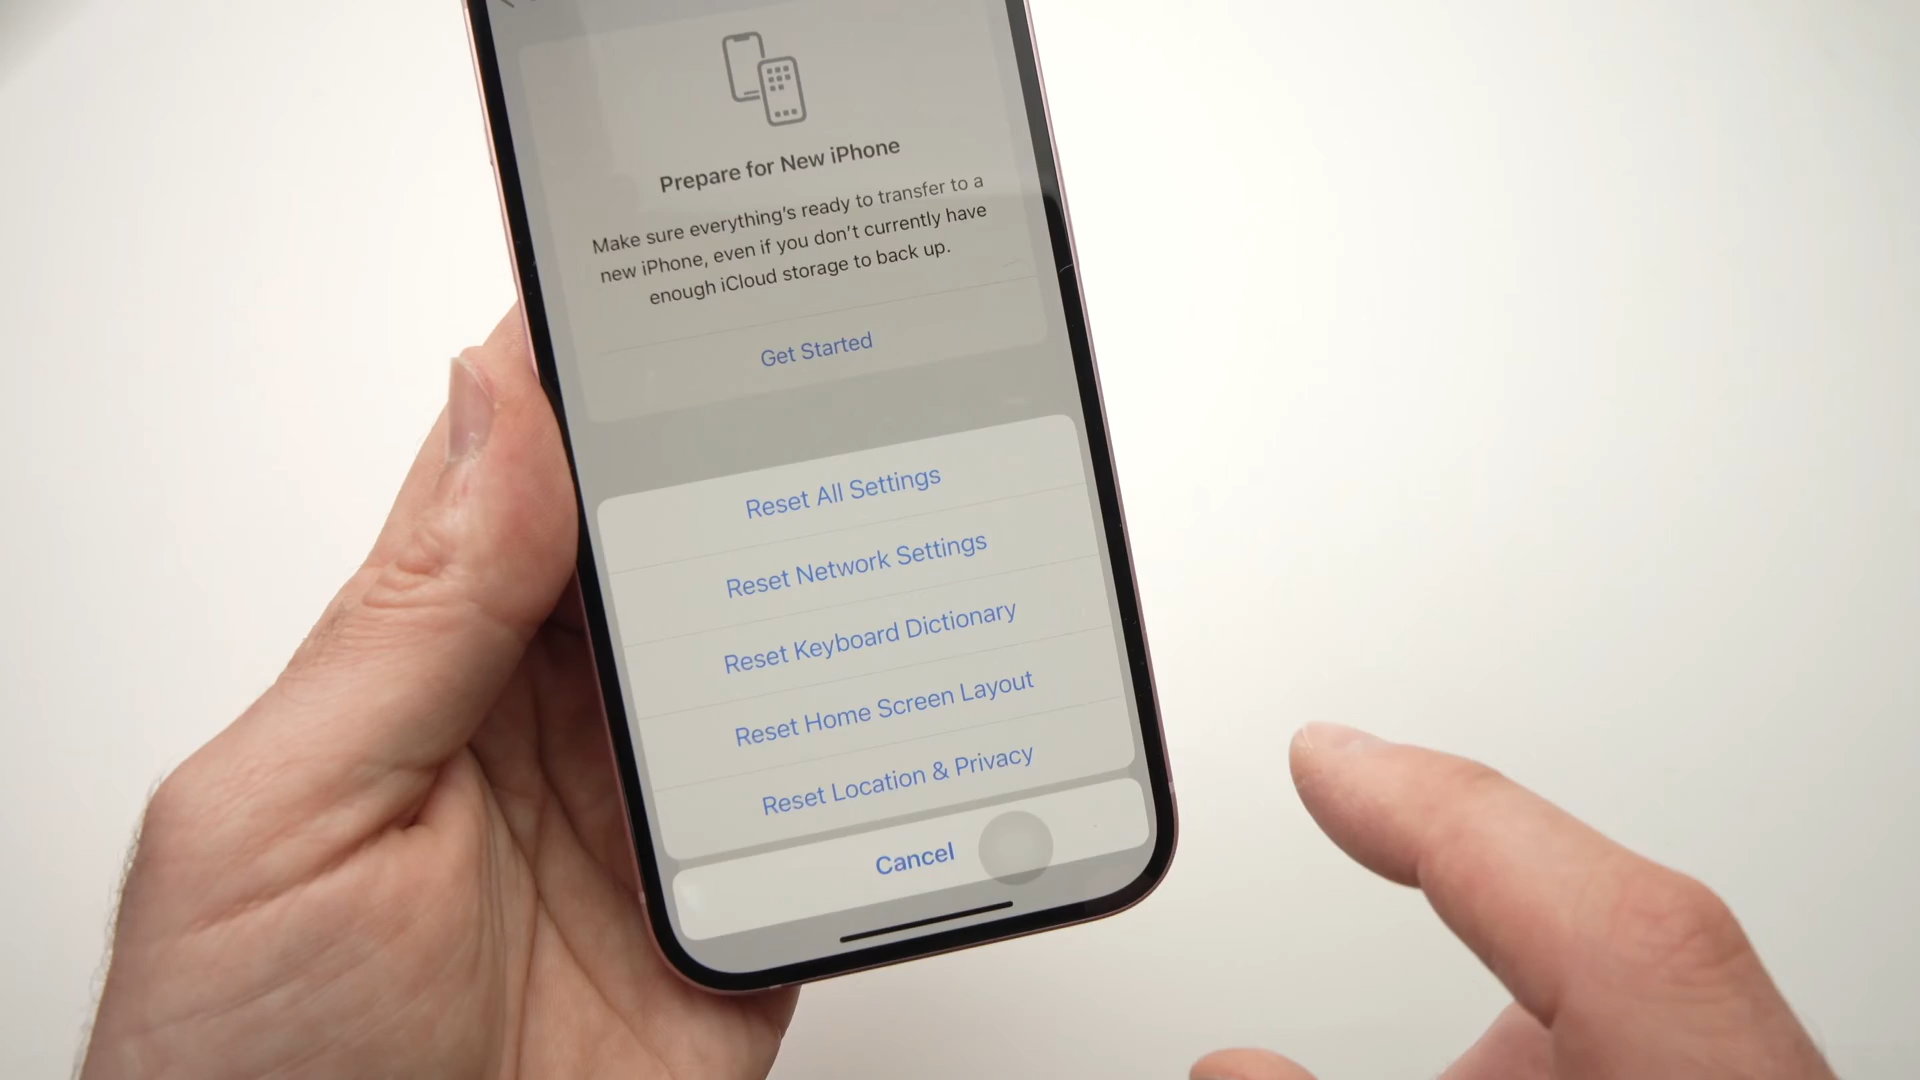 Prepare for New iPhone
Make sure everything's ready to transfer to a
new iPhone, even if you don't currently have
enough iCloud storage to back up.
Get Started
Reset All Settings
Reset Network Settings
Reset Keyboard Dictionary
Reset Home Screen Layout
Reset Location & Privacy
Cancel